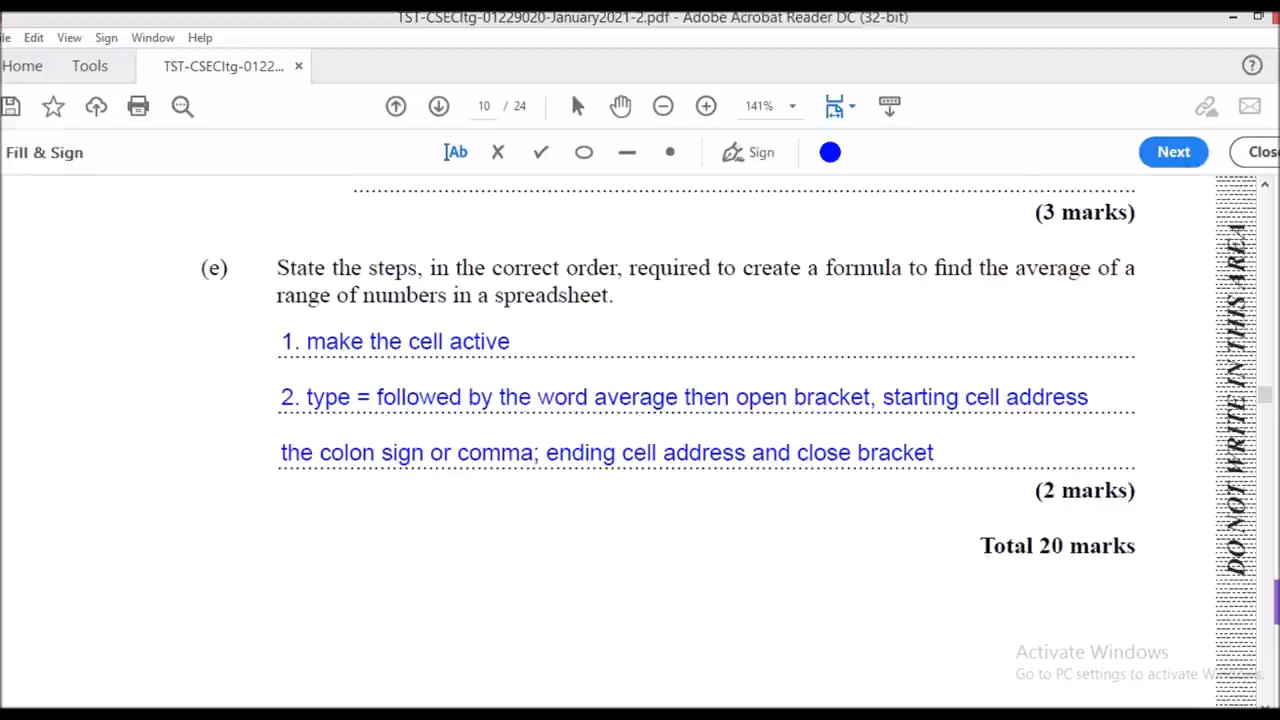 TST-CSECItg-01229020-January2021-2.pdf - Adobe Acrobat Reader DC (32-bit)
Edit View Sign Window Help
Home Tools TST-CSECItg-0122... ×
10 / 24 141%
Fill & Sign Ab Sign Next Close
(3 marks)
(e) State the steps, in the correct order, required to create a formula to find the average of a
range of numbers in a spreadsheet.
1. make the cell active
2. type = followed by the word average then open bracket, starting cell address
the colon sign or comma; ending cell address and close bracket
(2 marks)
Total 20 marks
DO NOT WRITE IN THIS AREA
Activate Windows
Go to PC settings to activate Windows.